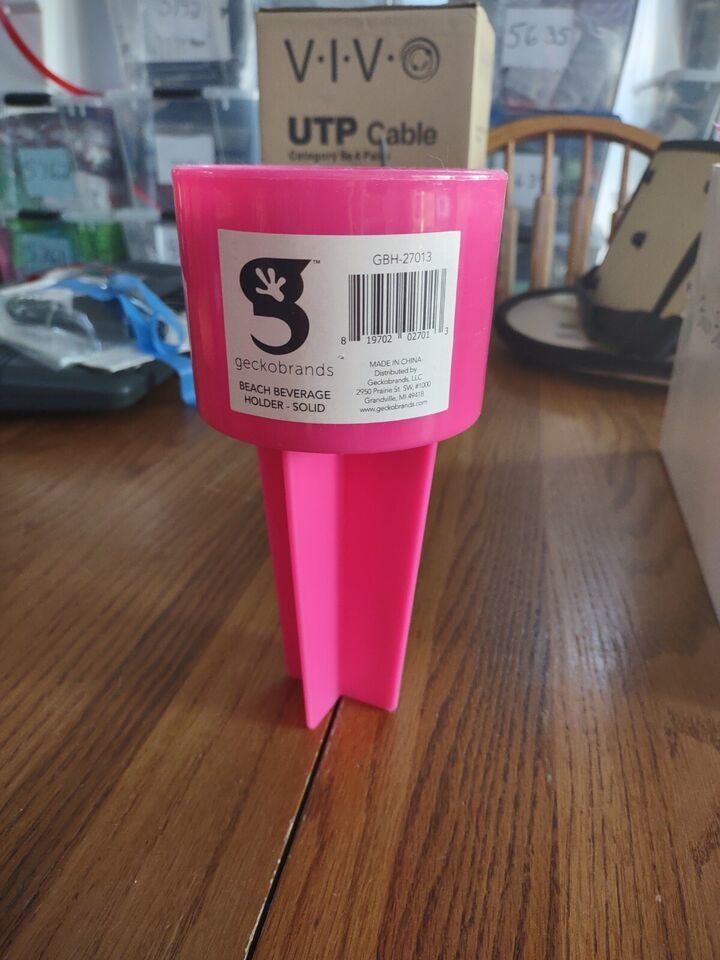 V·I·V·O
UTP Cable
5635
GBH-27013
TM
8 19702 02701 3
geckobrands
BEACH BEVERAGE
HOLDER - SOLID
MADE IN CHINA
Distributed by
Geckobrands, LLC
2950 Prairie St. SW, #1000
Grandville, MI 49418
www.geckobrands.com